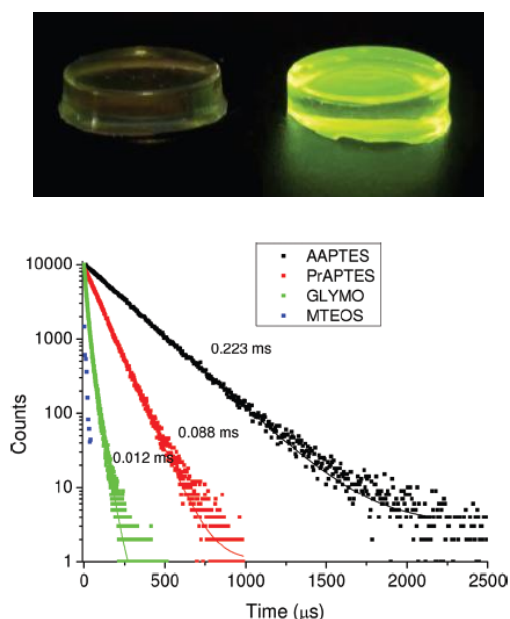 10000
1000
100
10
1
Counts
AAPTES
PrAPTES
GLYMO
MTEOS
0.223 ms
0.088 ms
0.012 ms
0 500 1000 1500 2000 2500
Time (μs)